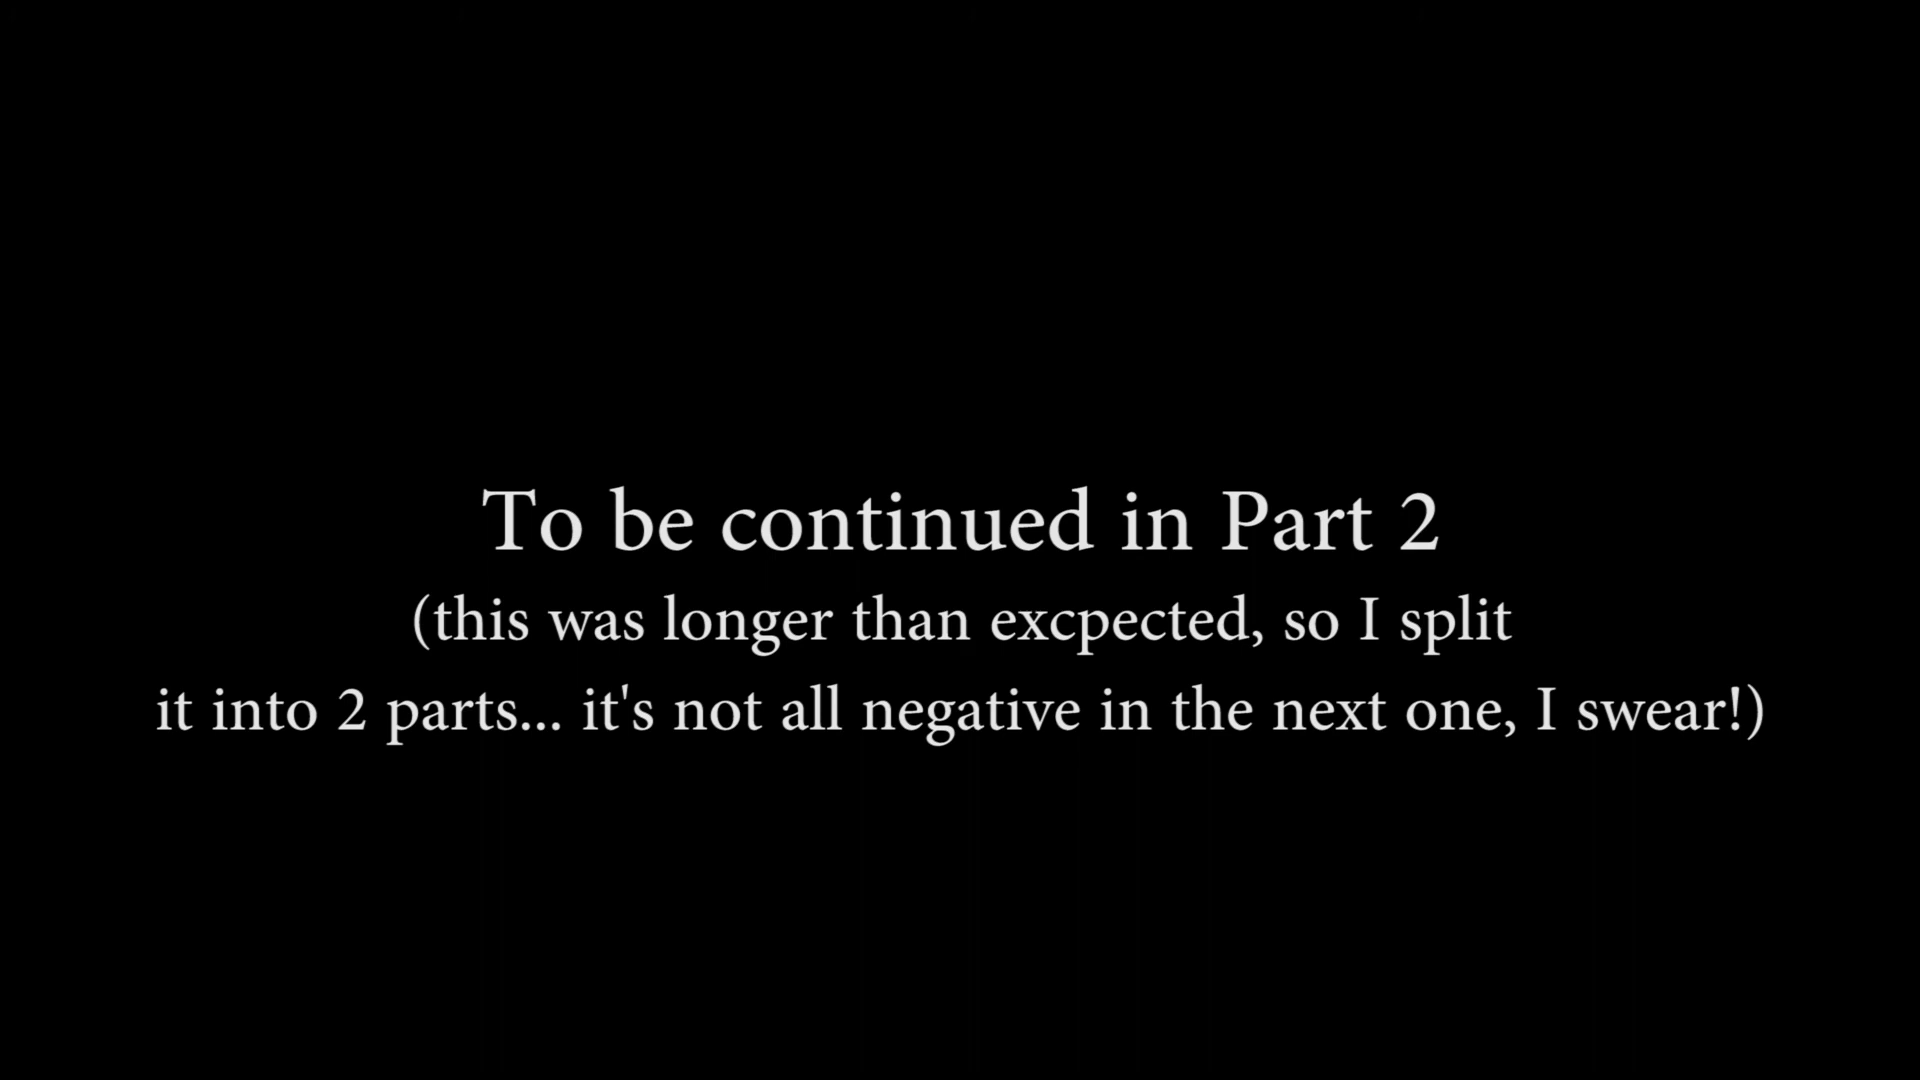 To be continued in Part 2
(this was longer than excpected, so I split
it into 2 parts... it's not all negative in the next one, I swear!)